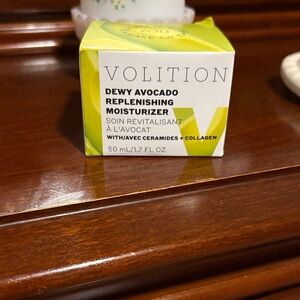 VOLITION
DEWY AVOCADO
REPLENISHING
MOISTURIZER
SOIN REVITALISANT
À L'AVOCAT
WITH/AVEC CERAMIDES + COLLAGEN
50 mL/1.7 FL OZ